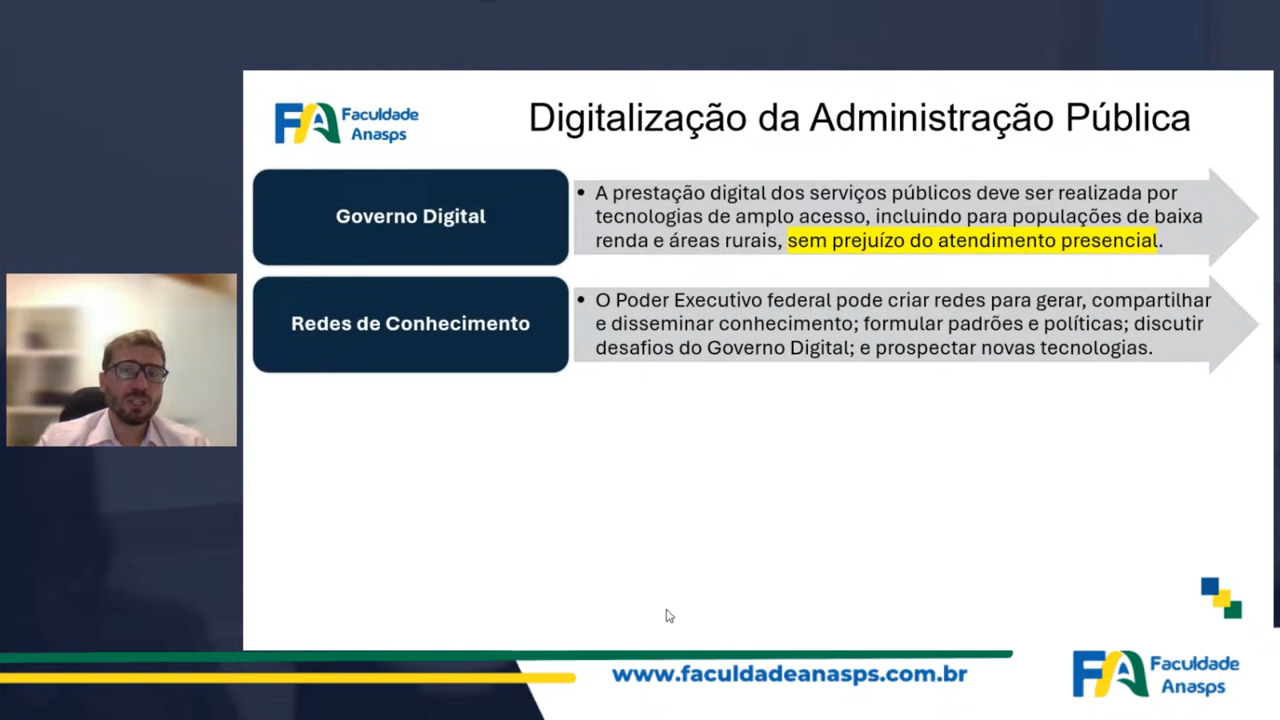 Faculdade
Anasps
Digitalização da Administração Pública
Governo Digital
• A prestação digital dos serviços públicos deve ser realizada por
tecnologias de amplo acesso, incluindo para populações de baixa
renda e áreas rurais, sem prejuízo do atendimento presencial.
Redes de Conhecimento
• O Poder Executivo federal pode criar redes para gerar, compartilhar
e disseminar conhecimento; formular padrões e políticas; discutir
desafios do Governo Digital; e prospectar novas tecnologias.
www.faculdadeanasps.com.br
Faculdade
Anasps